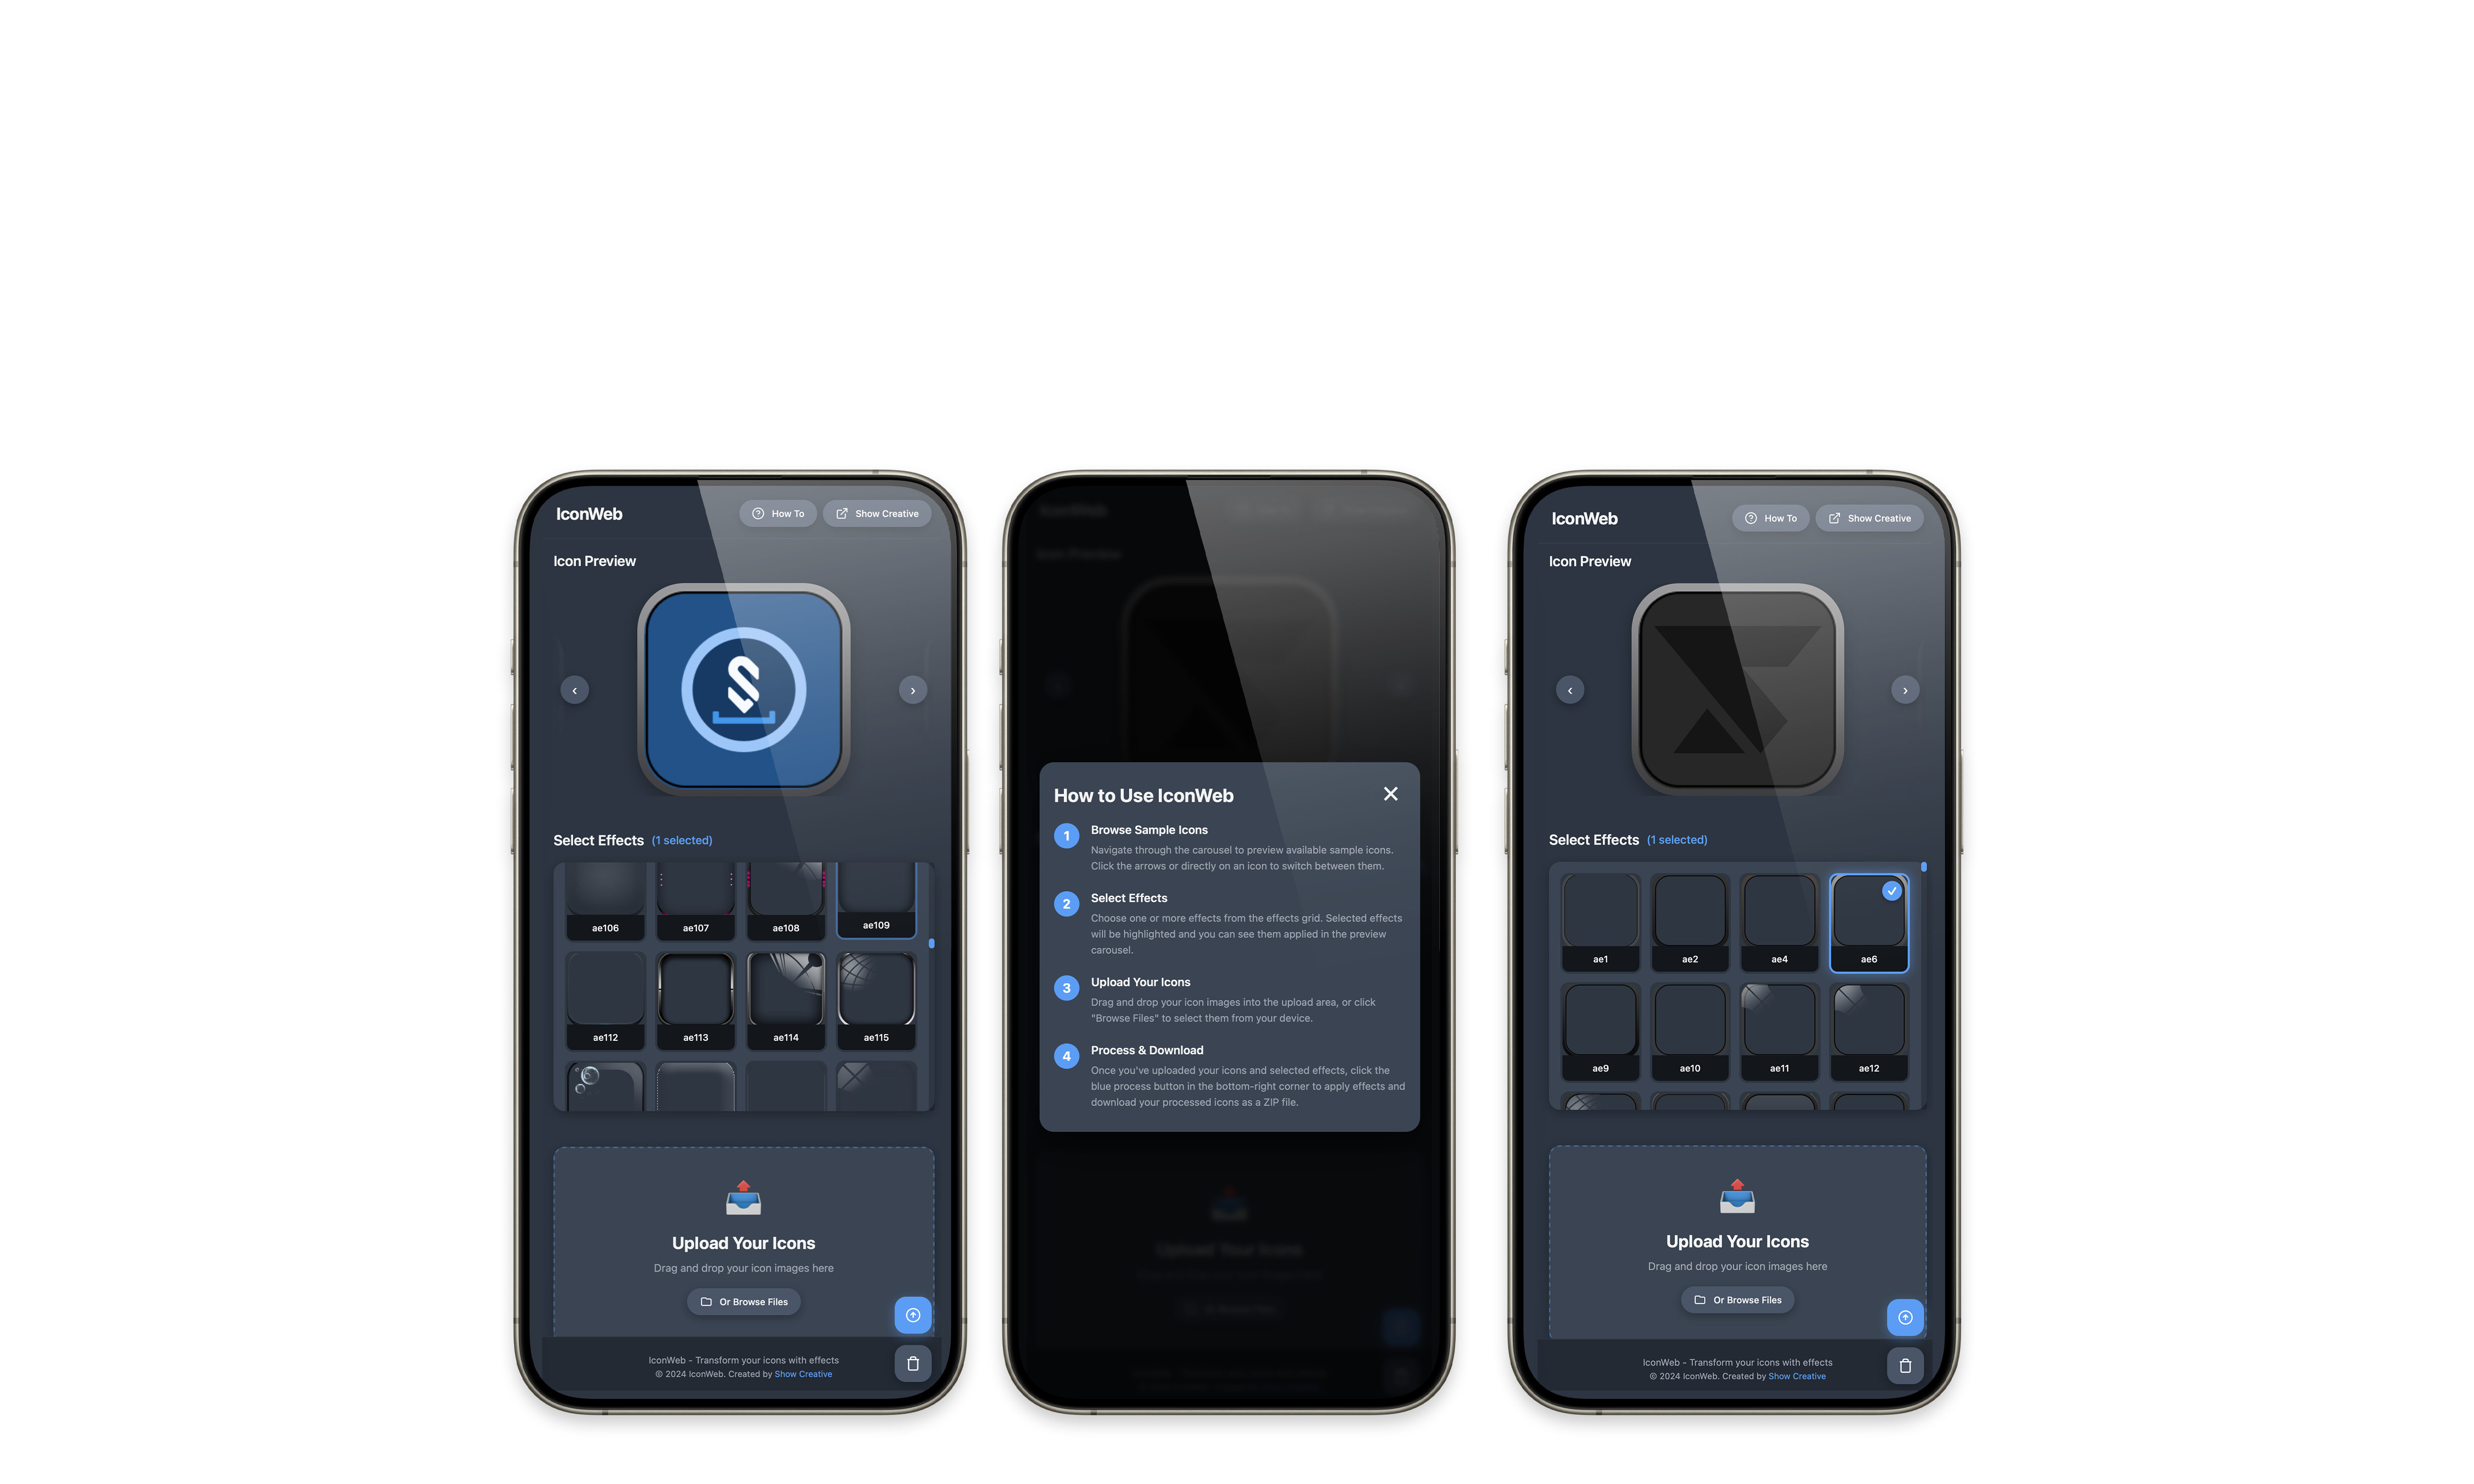 IconWeb
How To
Show Creative
Icon Preview
‹
›
Select Effects (1 selected)
ae106
ae107
ae108
ae109
ae112
ae113
ae114
ae115
Upload Your Icons
Drag and drop your icon images here
Or Browse Files
IconWeb - Transform your icons with effects
© 2024 IconWeb. Created by Show Creative
How to Use IconWeb
1
Browse Sample Icons
Navigate through the carousel to preview available sample icons.
Click the arrows or directly on an icon to switch between them.
2
Select Effects
Choose one or more effects from the effects grid. Selected effects
will be highlighted and you can see them applied in the preview
carousel.
3
Upload Your Icons
Drag and drop your icon images into the upload area, or click
"Browse Files" to select them from your device.
4
Process & Download
Once you've uploaded your icons and selected effects, click the
blue process button in the bottom-right corner to apply effects and
download your processed icons as a ZIP file.
IconWeb
How To
Show Creative
Icon Preview
‹
›
Select Effects (1 selected)
ae1
ae2
ae4
ae6
ae9
ae10
ae11
ae12
Upload Your Icons
Drag and drop your icon images here
Or Browse Files
IconWeb - Transform your icons with effects
© 2024 IconWeb. Created by Show Creative